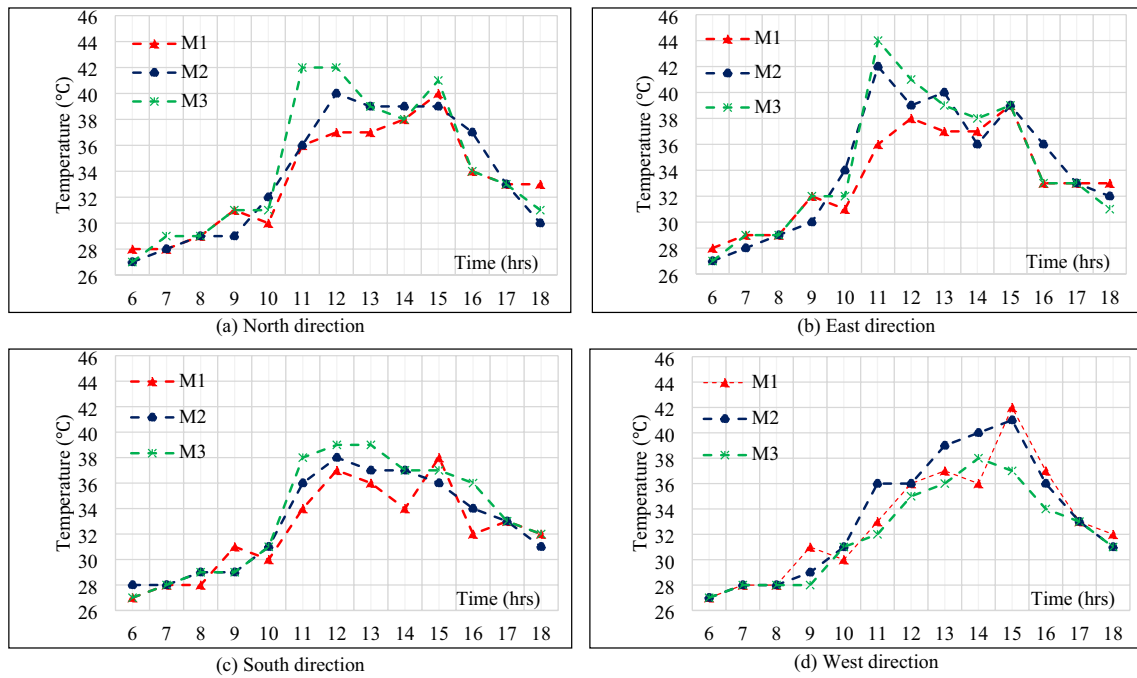 46
44
42
40
38
36
34
32
30
28
26
Temperature (°C)
M1
M2
M3
Time (hrs)
6 7 8 9 10 11 12 13 14 15 16 17 18
(a) North direction
46
44
42
40
38
36
34
32
30
28
26
Temperature (°C)
M1
M2
M3
Time (hrs)
6 7 8 9 10 11 12 13 14 15 16 17 18
(b) East direction
46
44
42
40
38
36
34
32
30
28
26
Temperature (°C)
M1
M2
M3
Time (hrs)
6 7 8 9 10 11 12 13 14 15 16 17 18
(c) South direction
46
44
42
40
38
36
34
32
30
28
26
Temperature (°C)
M1
M2
M3
Time (hrs)
6 7 8 9 10 11 12 13 14 15 16 17 18
(d) West direction